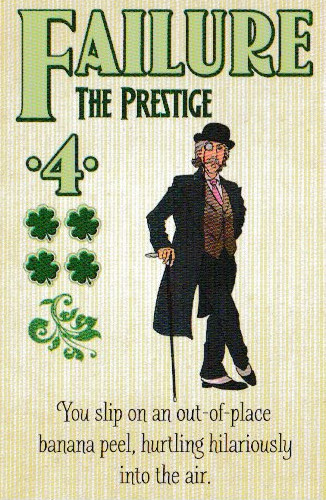 FAILURE
THE PRESTIGE
·4·
You slip on an out-of-place
banana peel, hurtling hilariously
into the air.